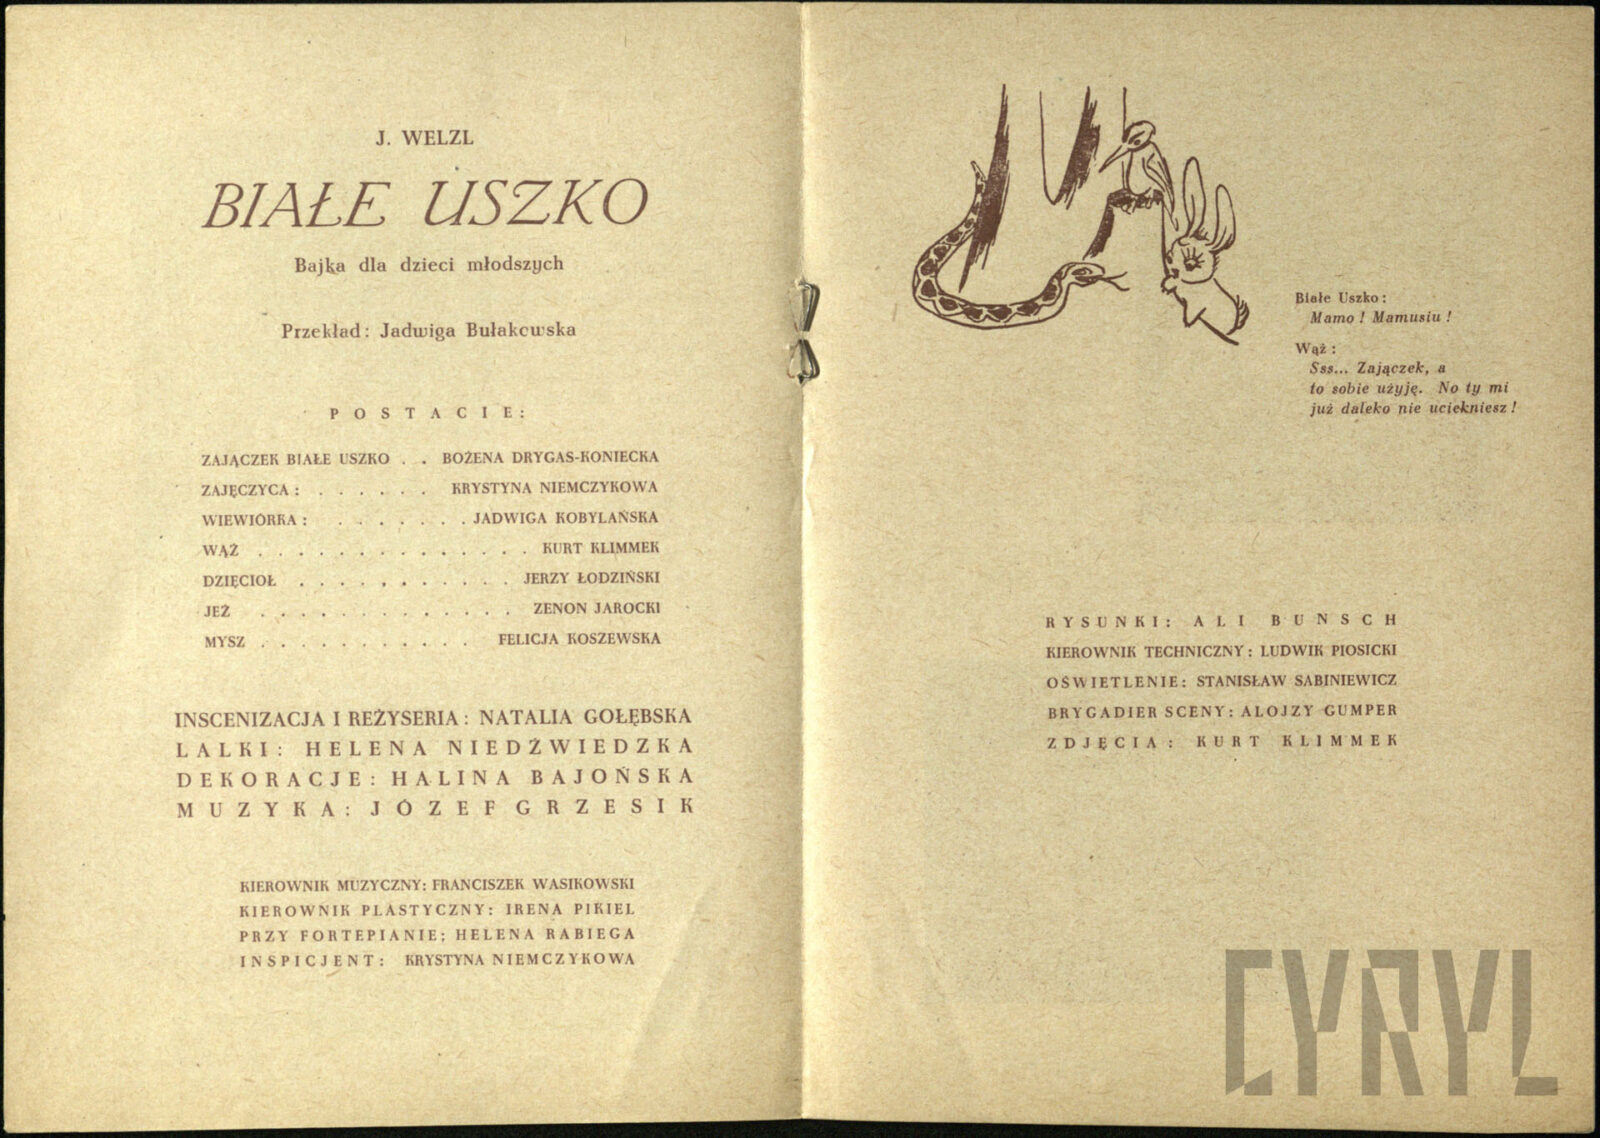 J. WELZL
BIAŁE USZKO
Bajka dla dzieci młodszych
Przekład: Jadwiga Bułakowska
POSTACIE:
ZAJĄCZEK BIAŁE USZKO . . BOŻENA DRYGAS-KONIECKA
ZAJĘCZYCA: . . . . . . KRYSTYNA NIEMCZYKOWA
WIEWIÓRKA: . . . . . . . JADWIGA KOBYLAŃSKA
WĄŻ . . . . . . . . . . . . . . KURT KLIMMEK
DZIĘCIOŁ . . . . . . . . . . . JERZY ŁODZIŃSKI
JEŻ . . . . . . . . . . . . . ZENON JAROCKI
MYSZ . . . . . . . . . . . FELICJA KOSZEWSKA
INSCENIZACJA I REŻYSERIA: NATALIA GOŁĘBSKA
LALKI: HELENA NIEDŹWIEDZKA
DEKORACJE: HALINA BAJOŃSKA
MUZYKA: JÓZEF GRZESIK
KIEROWNIK MUZYCZNY: FRANCISZEK WASIKOWSKI
KIEROWNIK PLASTYCZNY: IRENA PIKIEL
PRZY FORTEPIANIE; HELENA RABIEGA
INSPICJENT: KRYSTYNA NIEMCZYKOWA
Białe Uszko:
Mamo! Mamusiu!
Wąż:
Sss... Zajączek, a
to sobie użyję. No ty mi
już daleko nie uciekniesz!
RYSUNKI: ALI BUNSCH
KIEROWNIK TECHNICZNY: LUDWIK PIOSICKI
OŚWIETLENIE: STANISŁAW SABINIEWICZ
BRYGADIER SCENY: ALOJZY GUMPER
ZDJĘCIA: KURT KLIMMEK
CYRYL